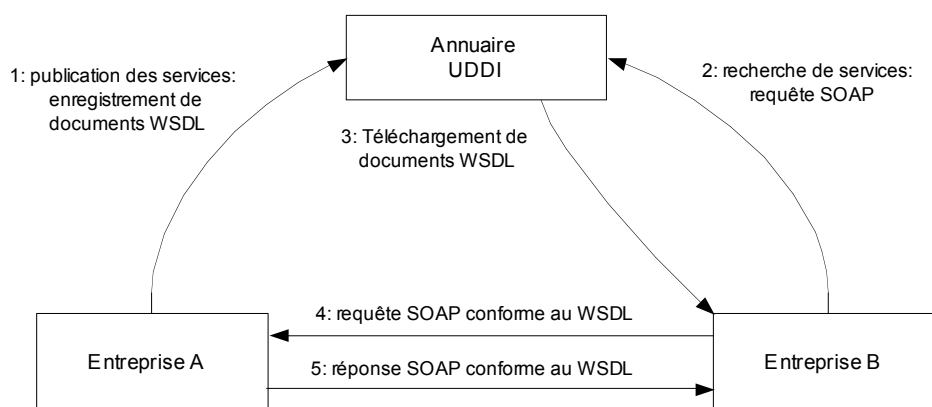 Annuaire
UDDI
1: publication des services:
enregistrement de
documents WSDL
2: recherche de services:
requête SOAP
3: Téléchargement de
documents WSDL
4: requête SOAP conforme au WSDL
Entreprise A
Entreprise B
5: réponse SOAP conforme au WSDL